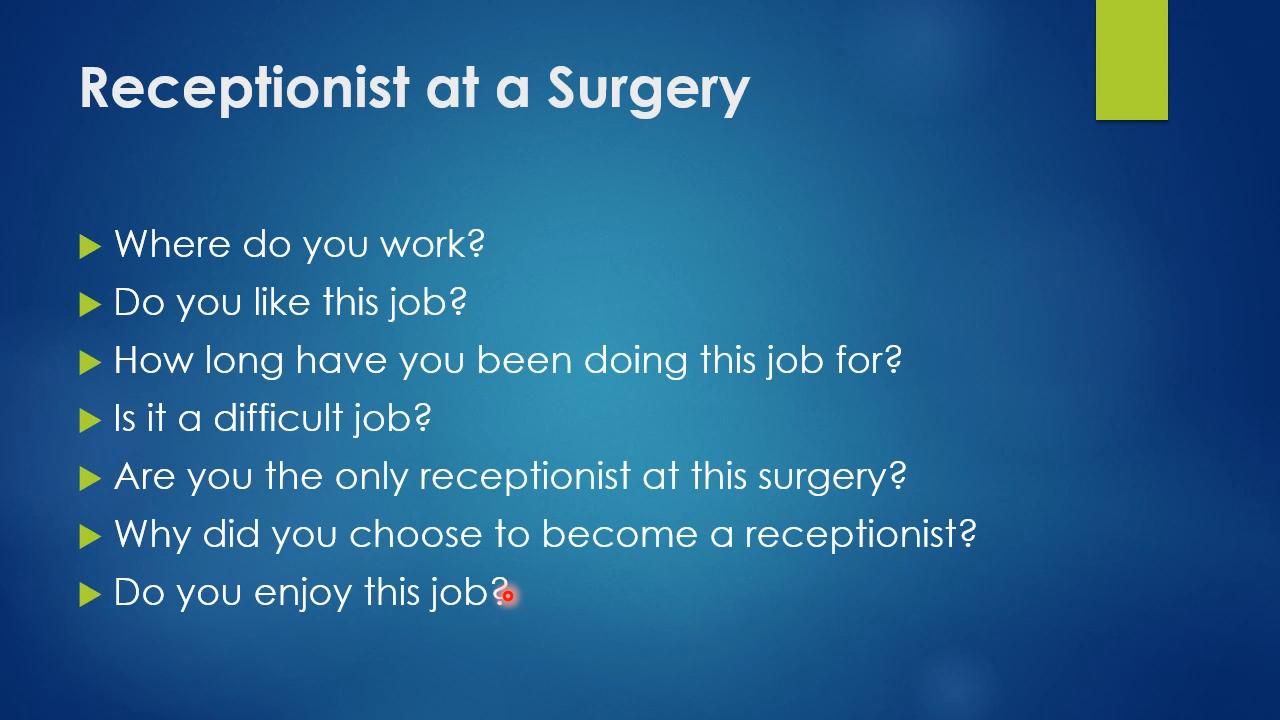 Receptionist at a Surgery
Where do you work?
Do you like this job?
How long have you been doing this job for?
Is it a difficult job?
Are you the only receptionist at this surgery?
Why did you choose to become a receptionist?
Do you enjoy this job?